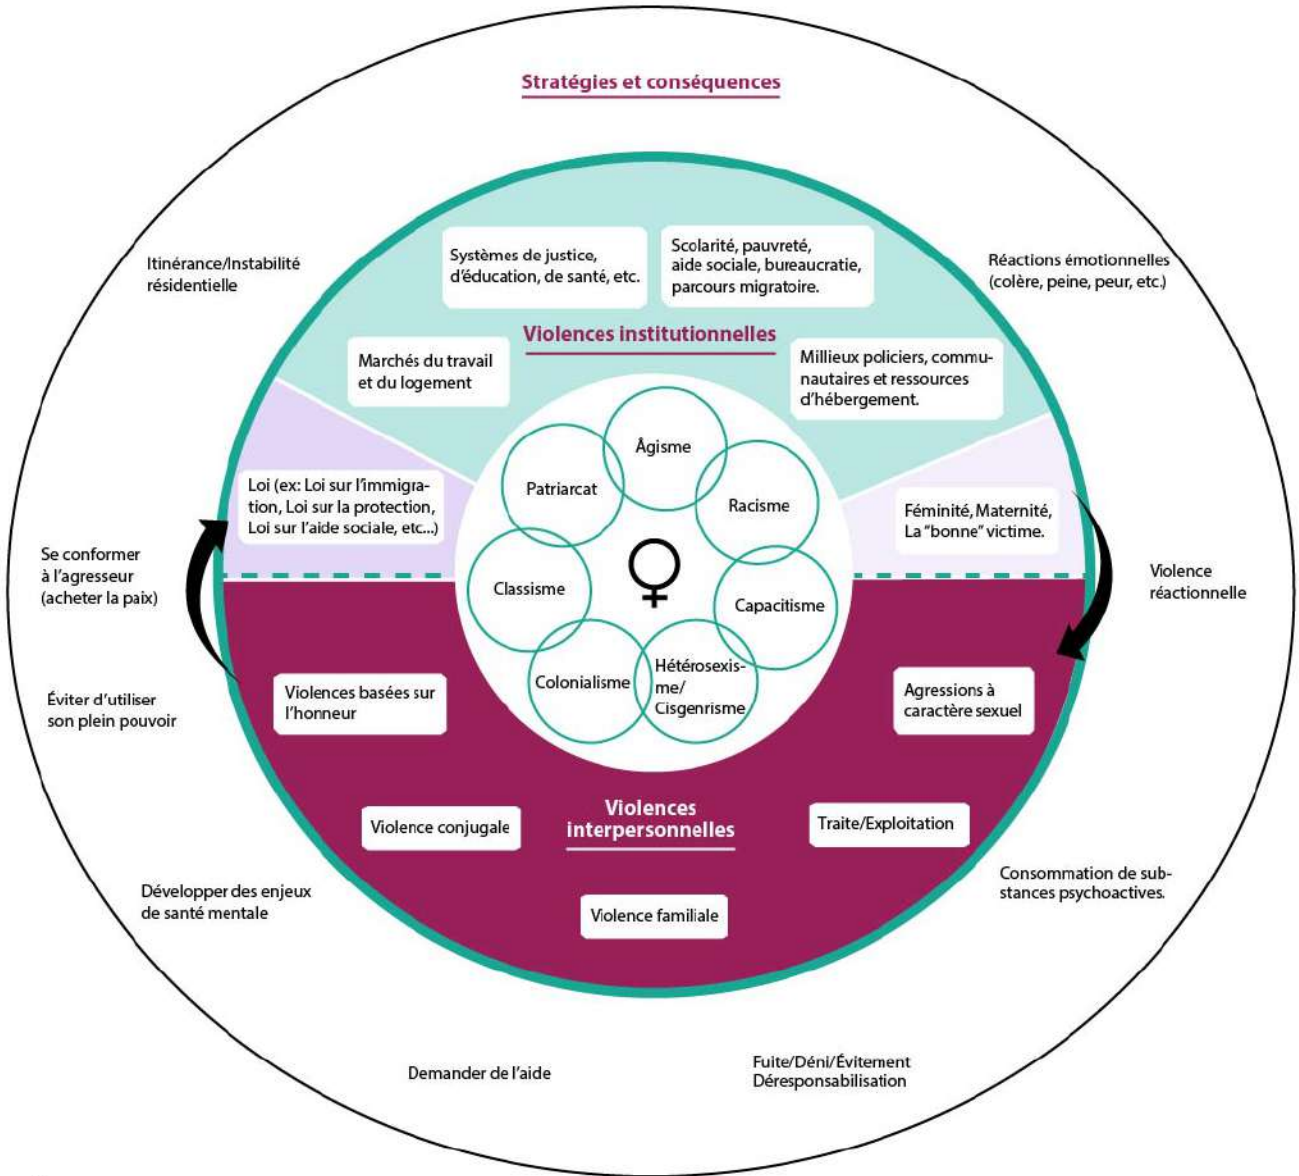 Stratégies et conséquences
Itinérance/Instabilité
résidentielle
Systèmes de justice,
d'éducation, de santé, etc.
Scolarité, pauvreté,
aide sociale, bureaucratie,
parcours migratoire.
Réactions émotionnelles
(colère, peine, peur, etc.)
Violences institutionnelles
Marchés du travail
et du logement
Millieux policiers, commu-
nautaires et ressources
d'hébergement.
Âgisme
Patriarcat
Racisme
Loi (ex: Loi sur l'immigra-
tion, Loi sur la protection,
Loi sur l'aide sociale, etc...)
Féminité, Maternité,
La "bonne" victime.
Se conformer
à l'agresseur
(acheter la paix)
Classisme
Capacitisme
Violence
réactionnelle
Colonialisme
Hétérosexis-
me/
Cisgenrisme
Éviter d'utiliser
son plein pouvoir
Violences basées sur
l'honneur
Agressions à
caractère sexuel
Violence conjugale
Violences
interpersonnelles
Traite/Exploitation
Développer des enjeux
de santé mentale
Violence familiale
Consommation de sub-
stances psychoactives.
Demander de l'aide
Fuite/Déni/Évitement
Déresponsabilisation